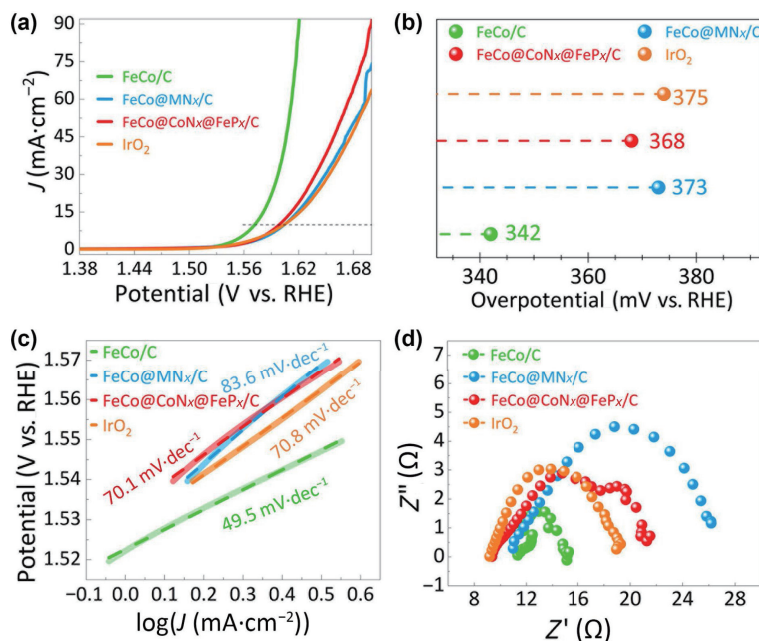 (a)
90
75
60
45
30
15
0
J (mA·cm⁻²)
FeCo/C
FeCo@MNx/C
FeCo@CoNx@FePx/C
IrO₂
1.38 1.44 1.50 1.56 1.62 1.68
Potential (V vs. RHE)
(b)
FeCo/C FeCo@MNx/C
FeCo@CoNx@FePx/C IrO₂
375
368
373
342
340 360 380
Overpotential (mV vs. RHE)
(c)
FeCo/C
FeCo@MNx/C
FeCo@CoNx@FePx/C
IrO₂
1.57
1.56
1.55
1.54
1.53
1.52
Potential (V vs. RHE)
83.6 mV·dec⁻¹
70.1 mV·dec⁻¹
70.8 mV·dec⁻¹
49.5 mV·dec⁻¹
−0.1 0.0 0.1 0.2 0.3 0.4 0.5 0.6
log(J (mA·cm⁻²))
(d)
FeCo/C
FeCo@MNx/C
FeCo@CoNx@FePx/C
IrO₂
7
6
5
4
3
2
1
0
−1
Z″ (Ω)
8 12 16 20 24 28
Z′ (Ω)